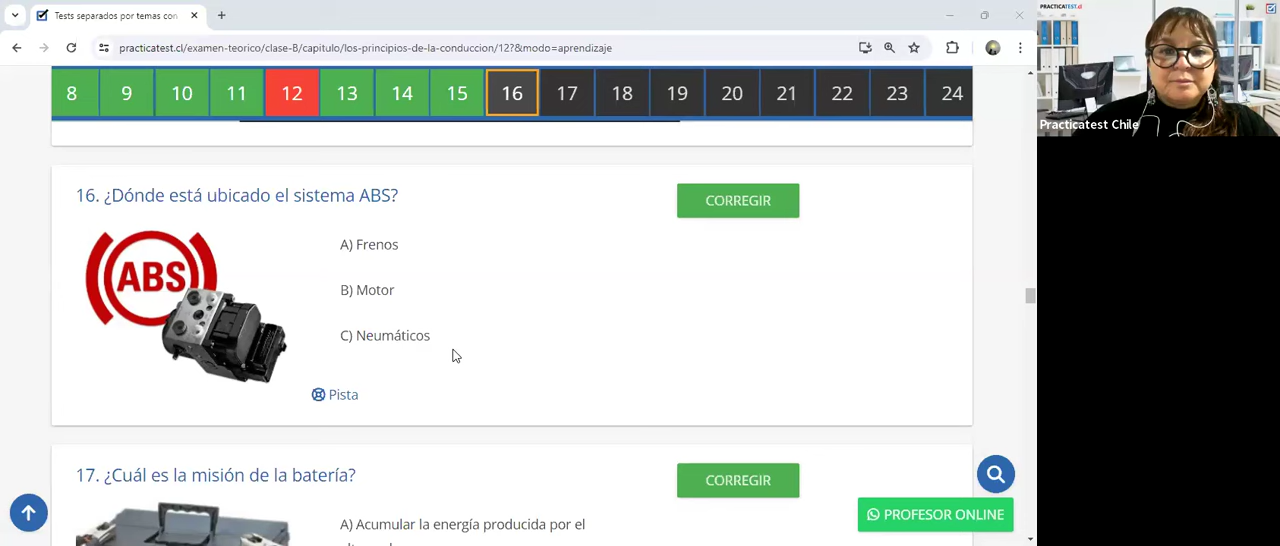 Tests separados por temas con
practicatest.cl/examen-teorico/clase-B/capitulo/los-principios-de-la-conduccion/12?&modo=aprendizaje
PRACTICATEST.cl
Practicatest Chile
8 9 10 11 12 13 14 15 16 17 18 19 20 21 22 23 24
16. ¿Dónde está ubicado el sistema ABS?
CORREGIR
ABS
A) Frenos
B) Motor
C) Neumáticos
Pista
17. ¿Cuál es la misión de la batería?
CORREGIR
A) Acumular la energía producida por el
PROFESOR ONLINE